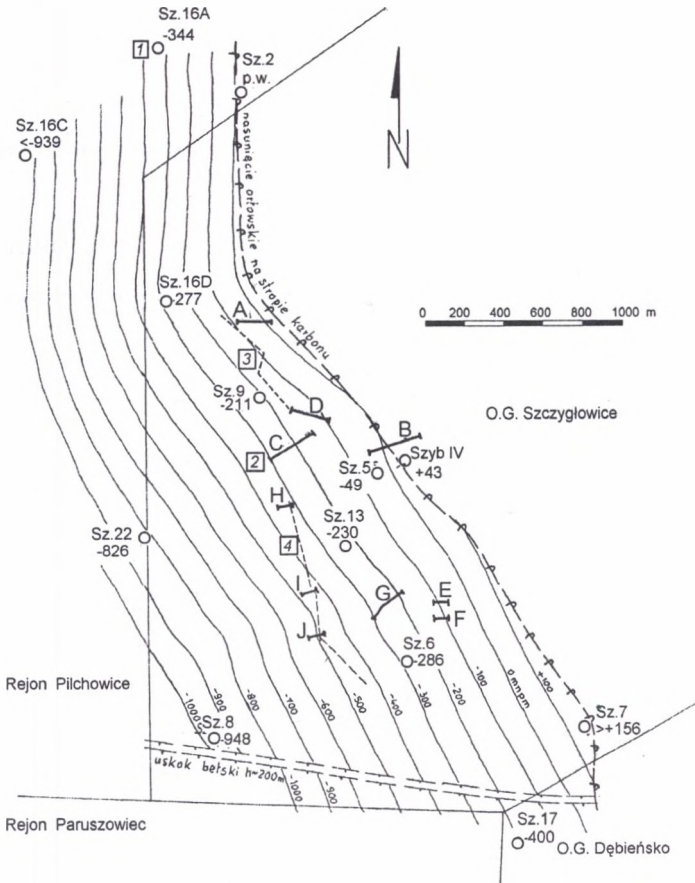 Sz.16A
-344
1
Sz.2
p.w.
N
Sz.16C
<-939
nasunięcie orłowskie na stropie karbonu
Sz.16D
-277
A
0 200 400 600 1000 m
3
Sz.9
-211
D
O.G. Szczygłowice
B
C
Szyb IV
+43
Sz.5
-49
2
H
Sz.22
-826
Sz.13
-230
4
I
G
E
F
J
Sz.6
-286
Rejon Pilchowice
-1000
-900
-800
-700
-600
-500
-400
-300
-200
-100
0 mnpm
+100
Sz.7
>+156
Sz.8
-948
uskok bełski h=200m
-1000
-900
Rejon Paruszowiec
Sz.17
-400
O.G. Dębieńsko